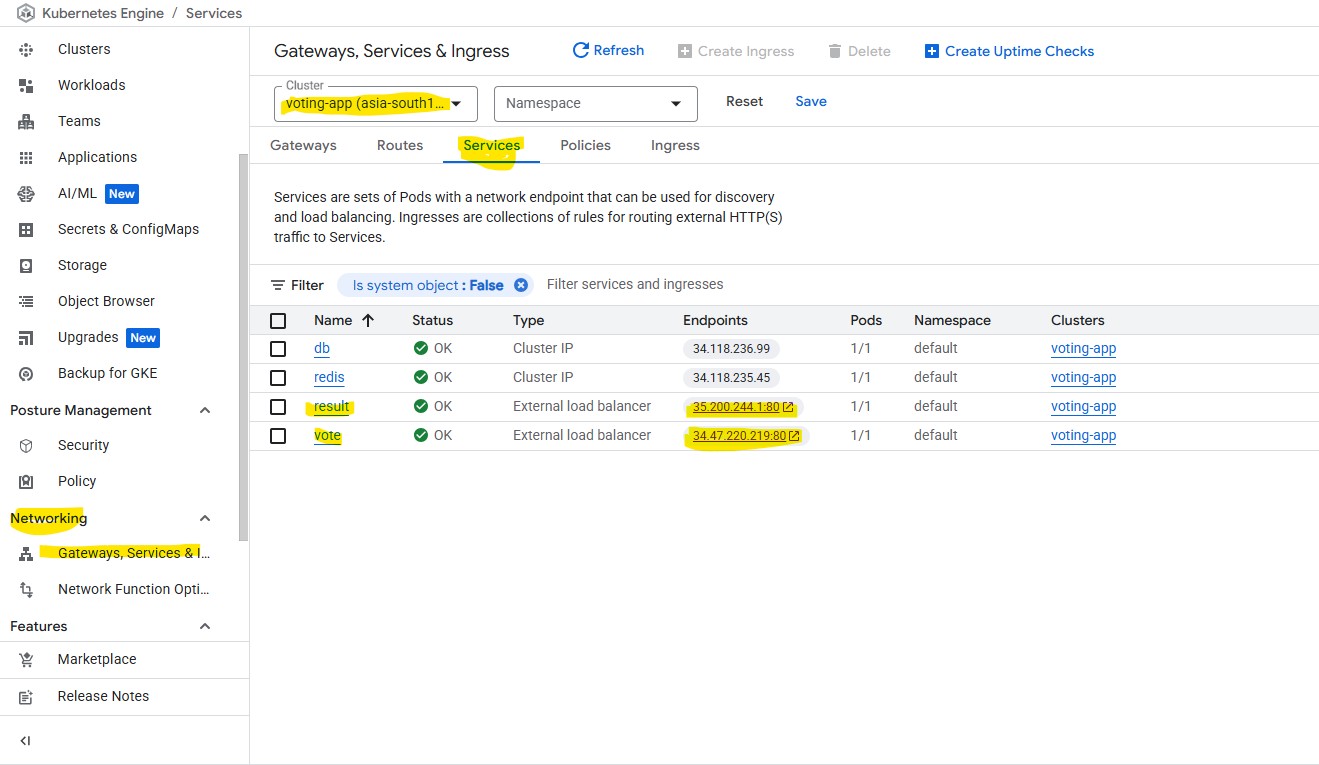 Kubernetes Engine / Services
Clusters
Workloads
Teams
Applications
AI/ML New
Secrets & ConfigMaps
Storage
Object Browser
Upgrades New
Backup for GKE
Posture Management
Security
Policy
Networking
Gateways, Services & I...
Network Function Opti...
Features
Marketplace
Release Notes
Gateways, Services & Ingress Refresh Create Ingress Delete Create Uptime Checks
Cluster
voting-app (asia-south1... Namespace Reset Save
Gateways Routes Services Policies Ingress
Services are sets of Pods with a network endpoint that can be used for discovery
and load balancing. Ingresses are collections of rules for routing external HTTP(S)
traffic to Services.
Filter Is system object : False Filter services and ingresses
Name Status Type Endpoints Pods Namespace Clusters
db OK Cluster IP 34.118.236.99 1/1 default voting-app
redis OK Cluster IP 34.118.235.45 1/1 default voting-app
result OK External load balancer 35.200.244.1:80 1/1 default voting-app
vote OK External load balancer 34.47.220.219:80 1/1 default voting-app